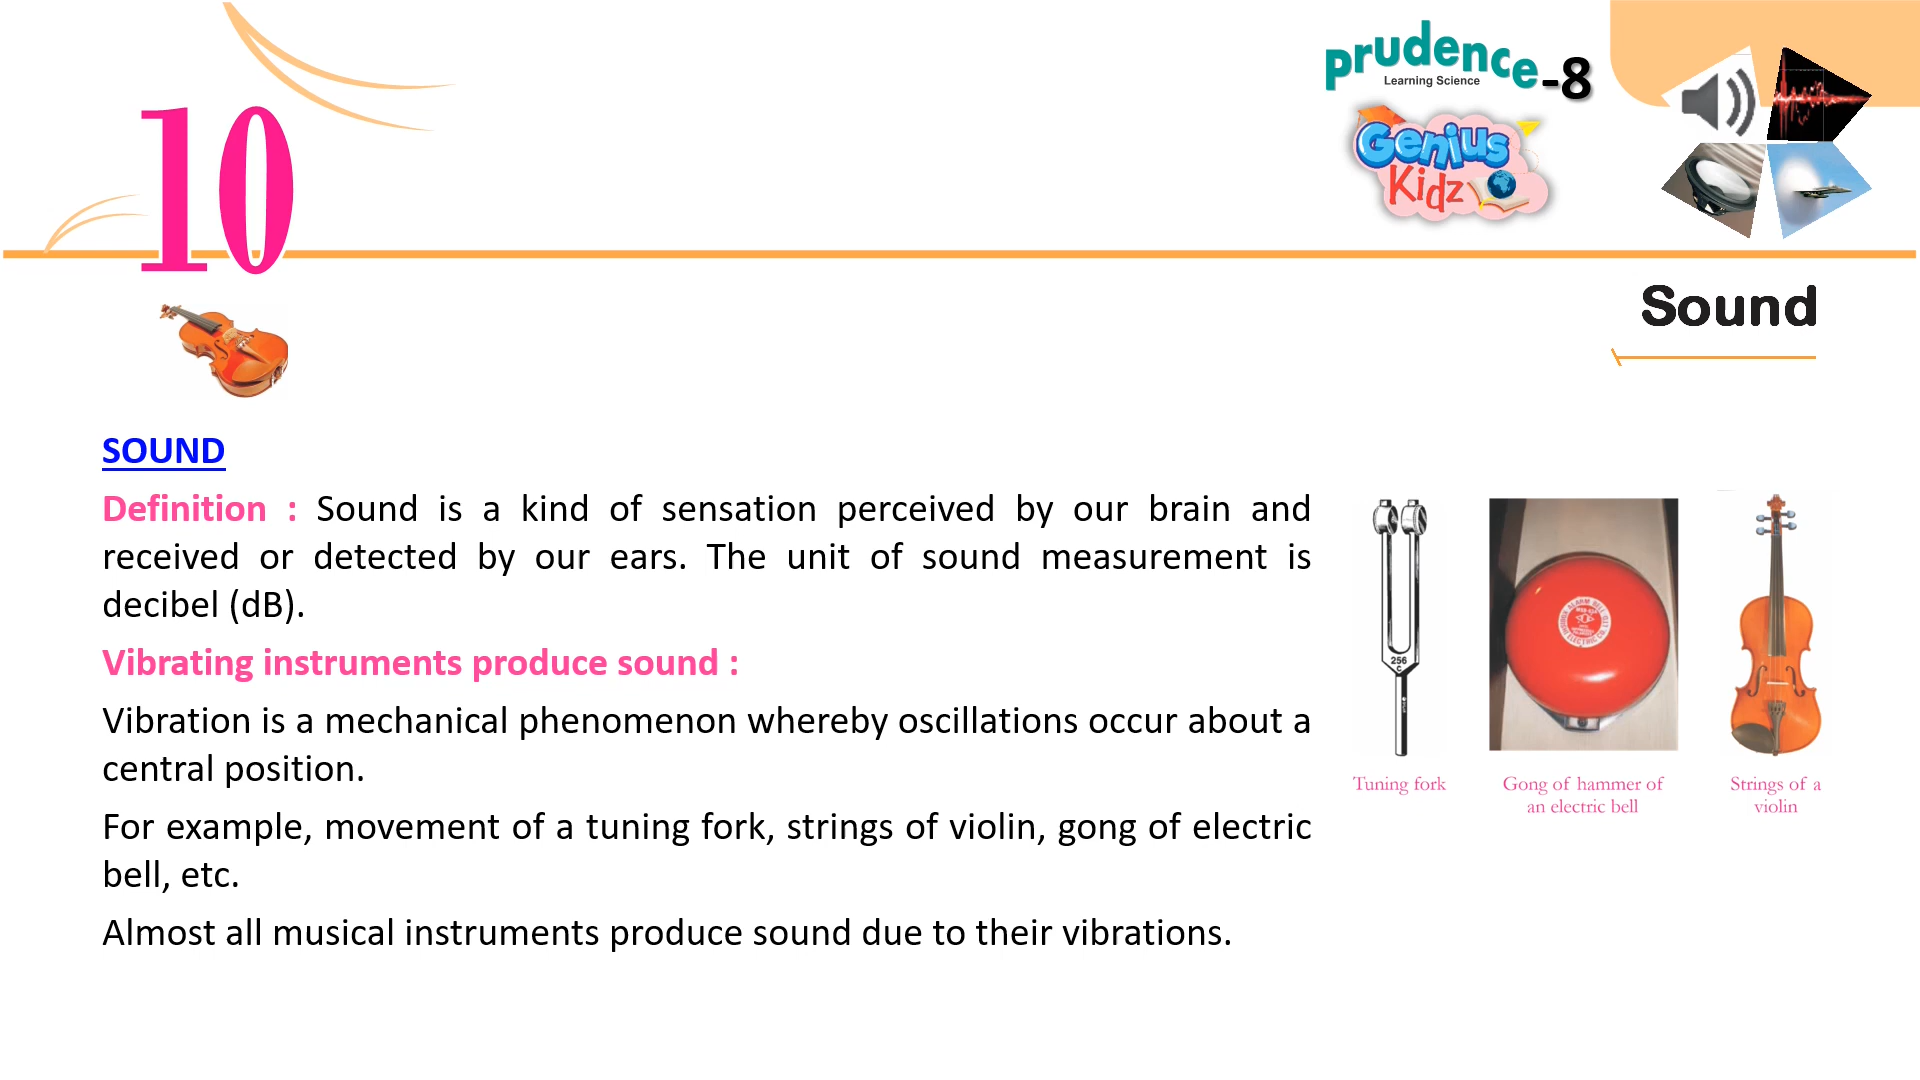 prudence-8
Learning Science
Genius
Kidz
10
Sound
SOUND
Definition : Sound is a kind of sensation perceived by our brain and
received or detected by our ears. The unit of sound measurement is
decibel (dB).
Vibrating instruments produce sound :
Vibration is a mechanical phenomenon whereby oscillations occur about a
central position.
For example, movement of a tuning fork, strings of violin, gong of electric
bell, etc.
Almost all musical instruments produce sound due to their vibrations.
256
C
Tuning fork
Gong of hammer of
an electric bell
Strings of a
violin